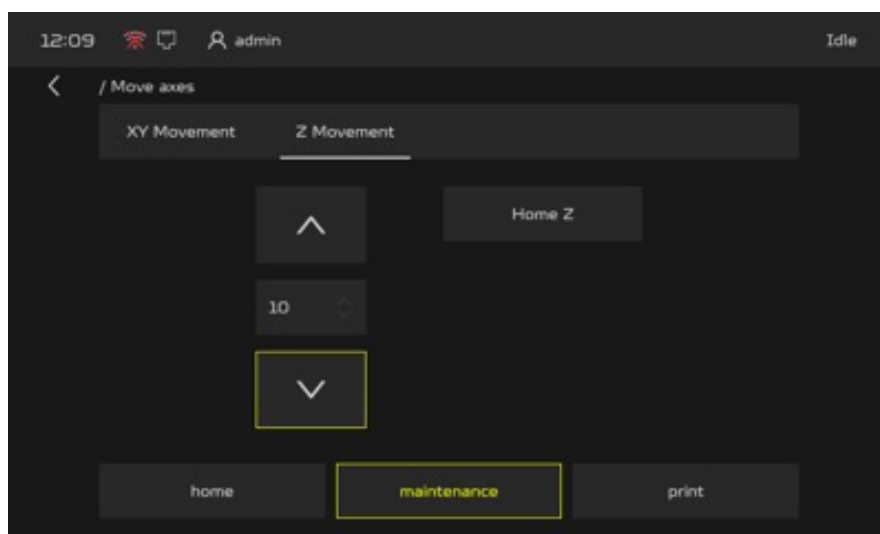 12:09 admin Idle
/ Move axes
XY Movement Z Movement
Home Z
10
home maintenance print